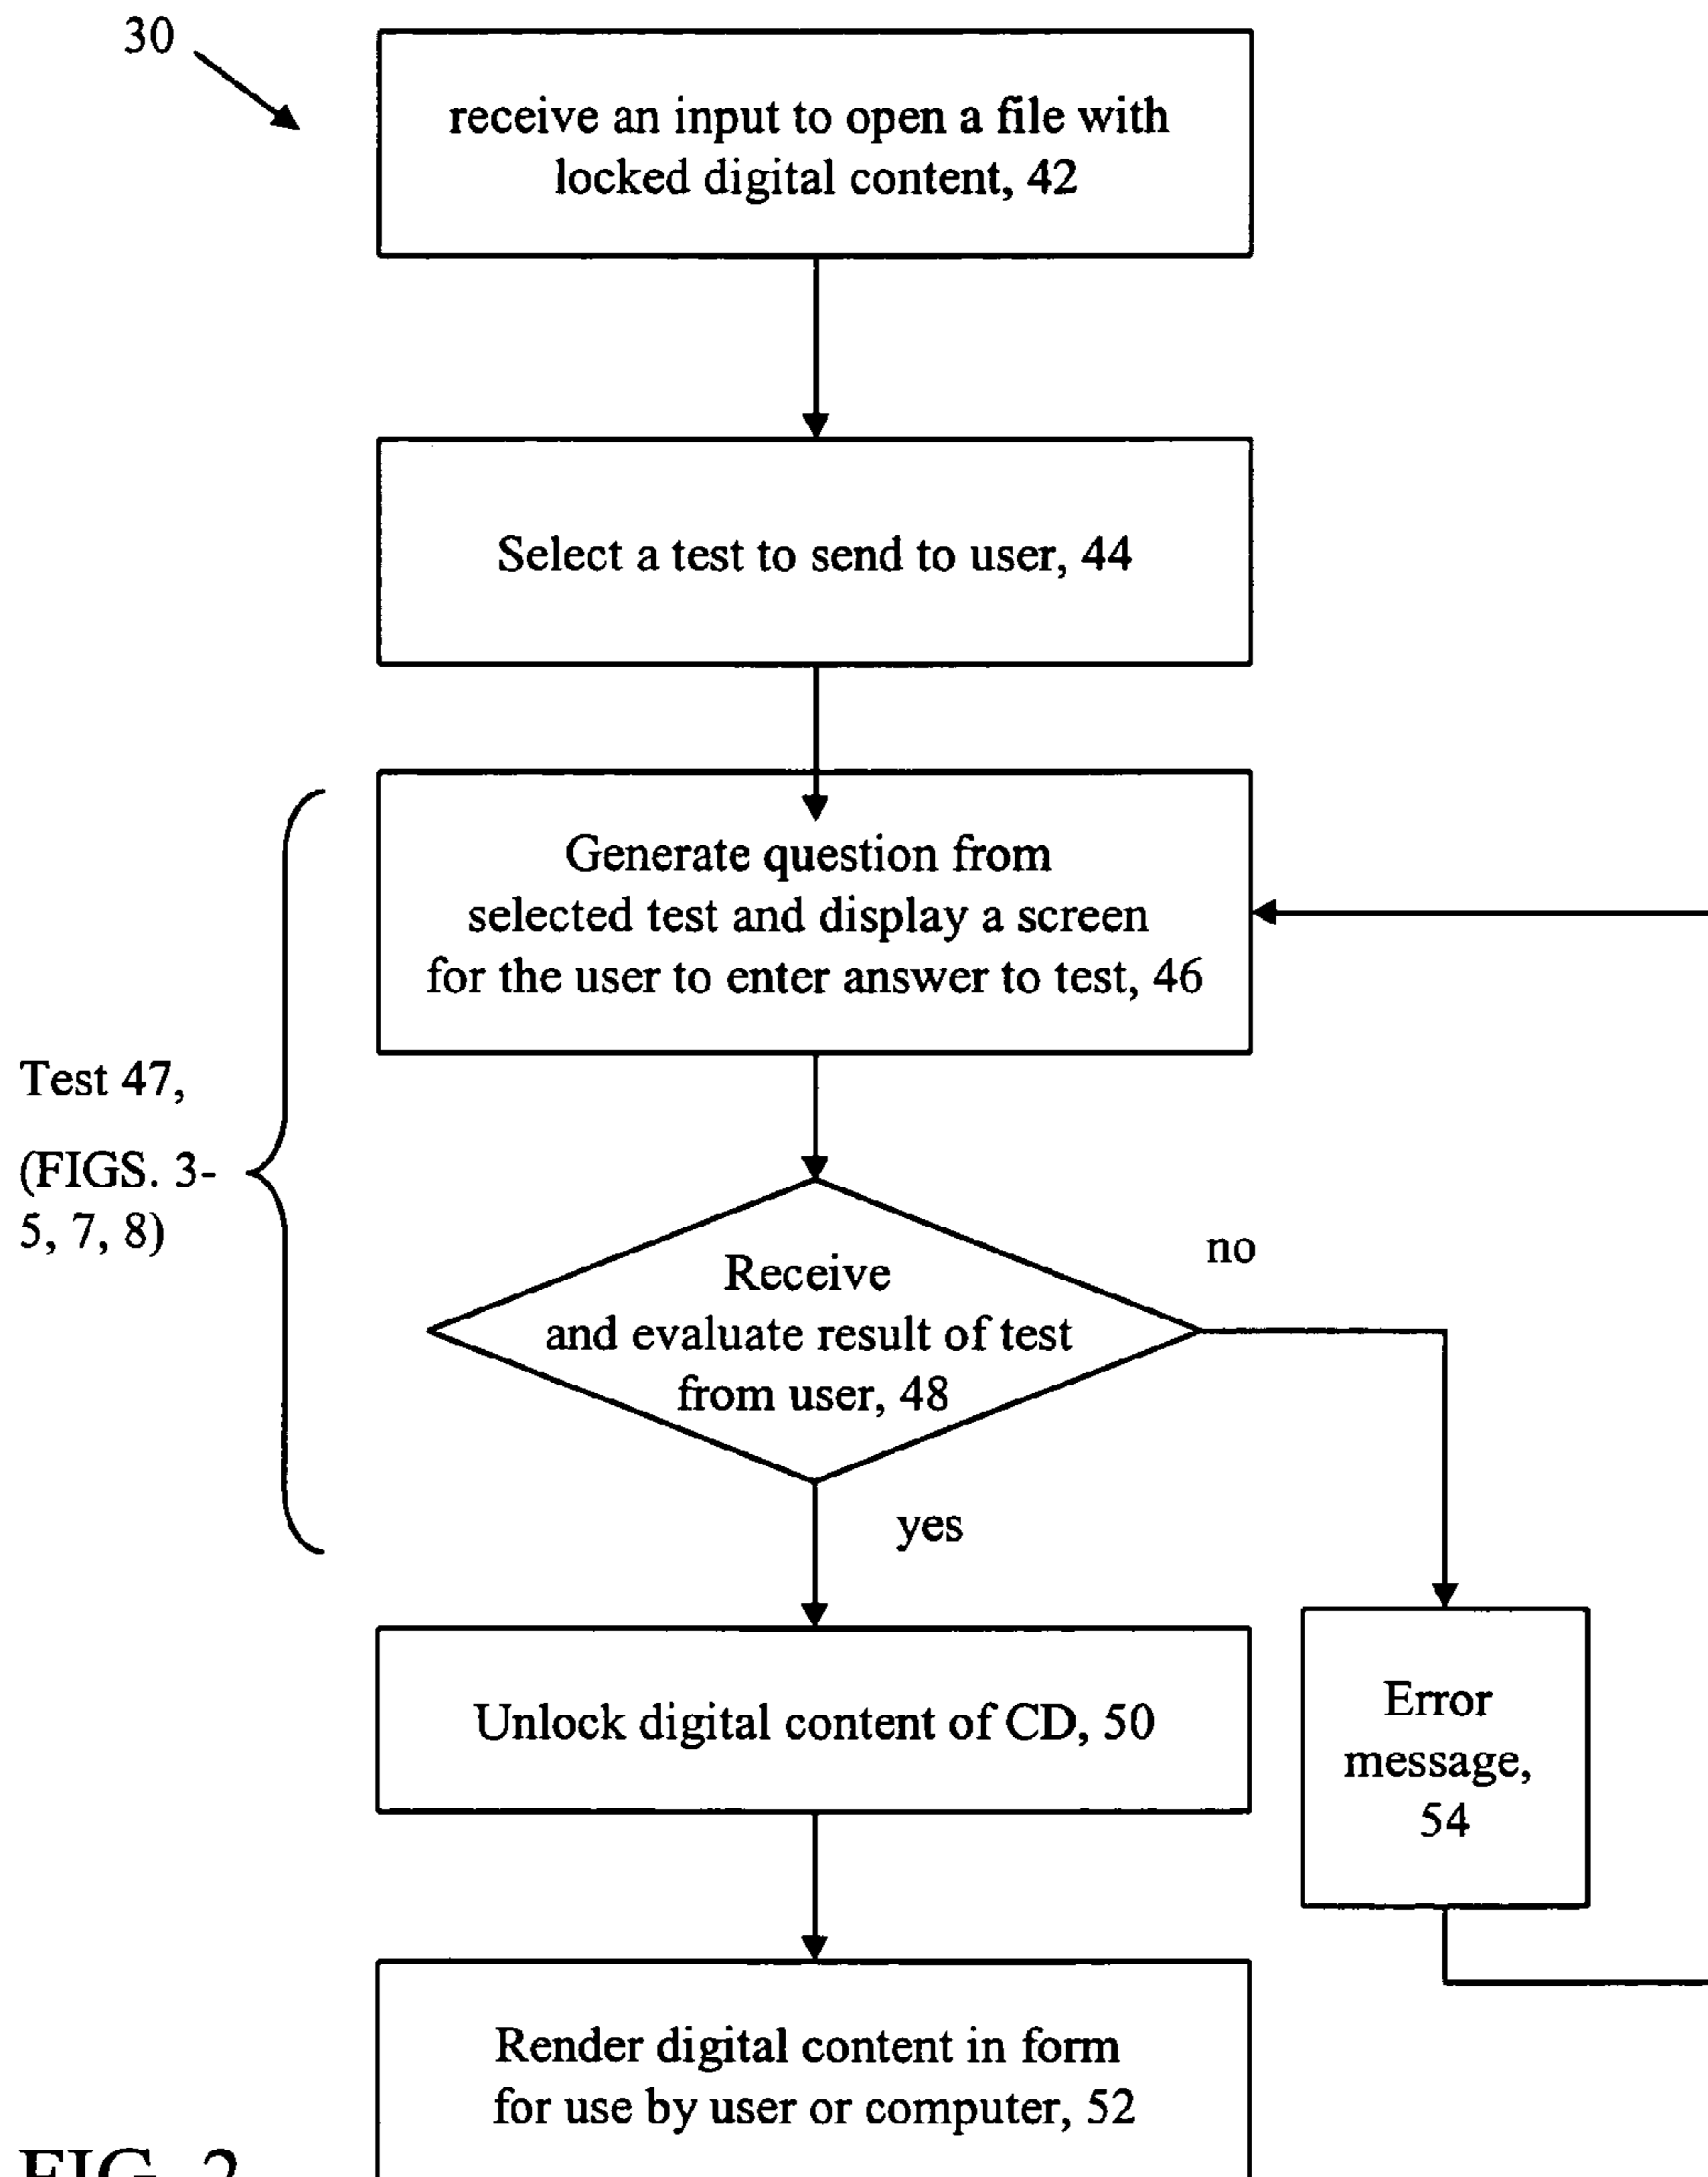 30
receive an input to open a file with
locked digital content, 42
Select a test to send to user, 44
Generate question from
selected test and display a screen
for the user to enter answer to test, 46
Test 47,
(FIGS. 3-
5, 7, 8)
Receive
and evaluate result of test
from user, 48
no
yes
Unlock digital content of CD, 50
Error
message,
54
Render digital content in form
for use by user or computer, 52
FIG. 2